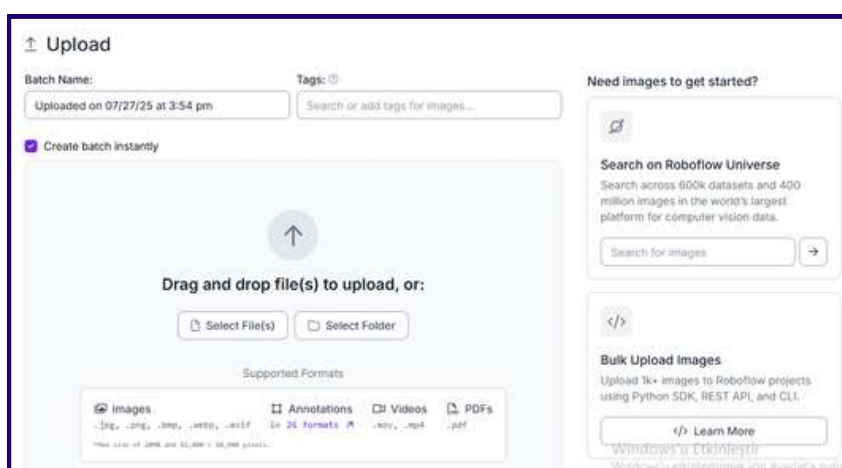 Upload
Batch Name:
Uploaded on 07/27/25 at 3:54 pm
Tags:
Search or add tags for images...
Create batch instantly
Drag and drop file(s) to upload, or:
Select File(s)
Select Folder
Supported Formats
Images
.jpg, .png, .bmp, .webp, .avif
Annotations
in 26 formats
Videos
.mov, .mp4
PDFs
.pdf
Need images to get started?
Search on Roboflow Universe
Search across 600k datasets and 400
million images in the world's largest
platform for computer vision data.
Search for images
Bulk Upload Images
Upload 1k+ images to Roboflow projects
using Python SDK, REST API, and CLI.
</> Learn More
Windows'u Etkinleştir